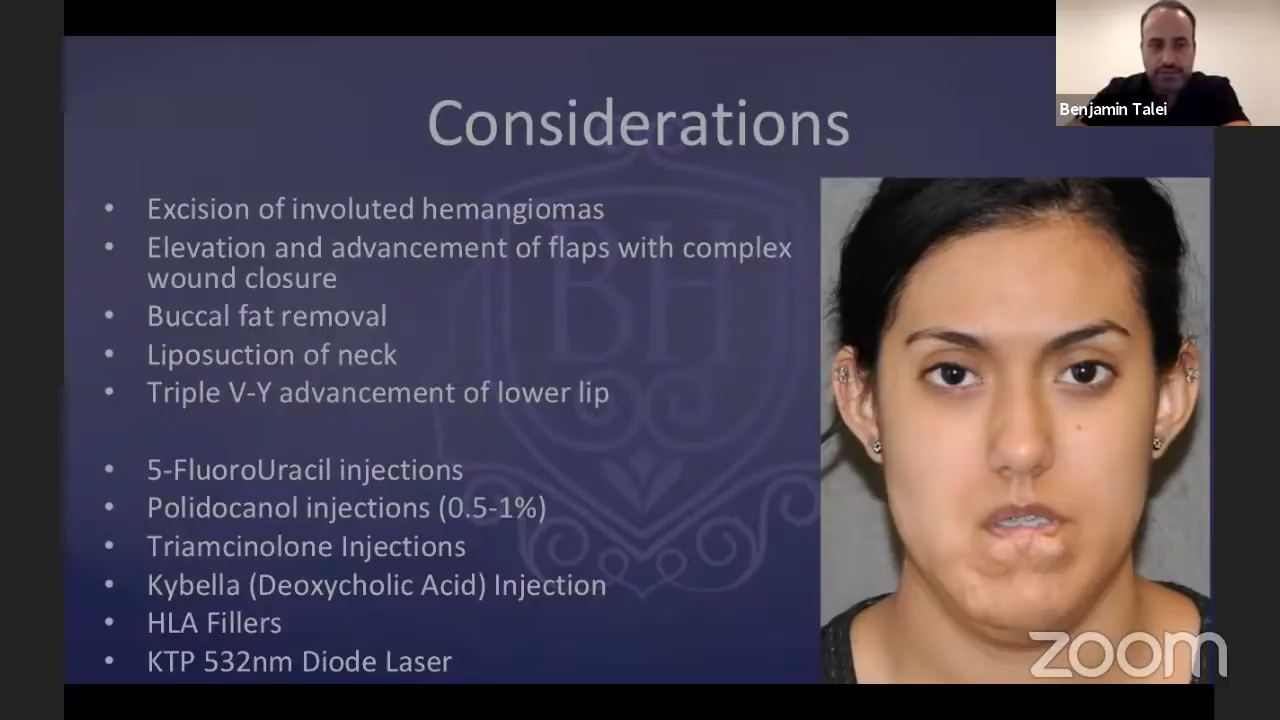 Benjamin Talei
Considerations
• Excision of involuted hemangiomas
• Elevation and advancement of flaps with complex
wound closure
• Buccal fat removal
• Liposuction of neck
• Triple V-Y advancement of lower lip
• 5-FluoroUracil injections
• Polidocanol injections (0.5-1%)
• Triamcinolone Injections
• Kybella (Deoxycholic Acid) Injection
• HLA Fillers
• KTP 532nm Diode Laser
BH
zoom